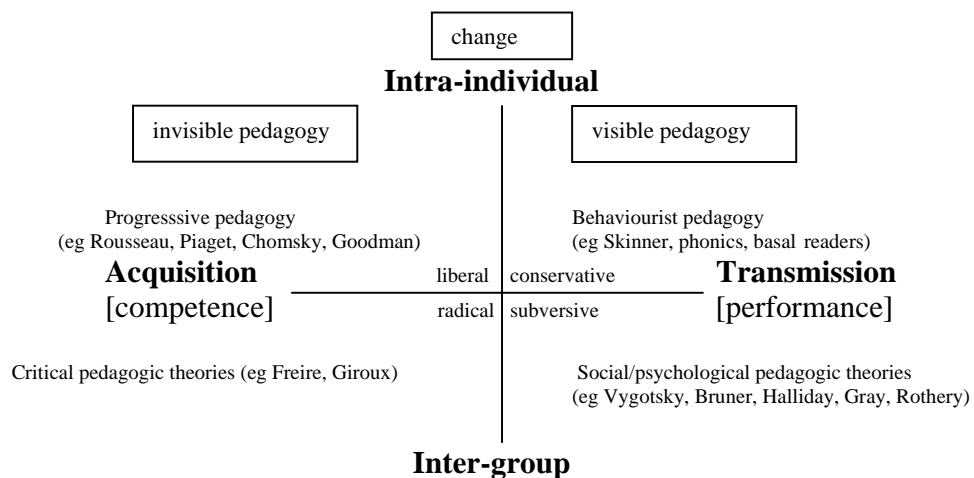 change
Intra-individual
invisible pedagogy
visible pedagogy
Progresssive pedagogy
(eg Rousseau, Piaget, Chomsky, Goodman)
Behaviourist pedagogy
(eg Skinner, phonics, basal readers)
Acquisition
[competence]
liberal
conservative
Transmission
[performance]
radical
subversive
Critical pedagogic theories (eg Freire, Giroux)
Social/psychological pedagogic theories
(eg Vygotsky, Bruner, Halliday, Gray, Rothery)
Inter-group